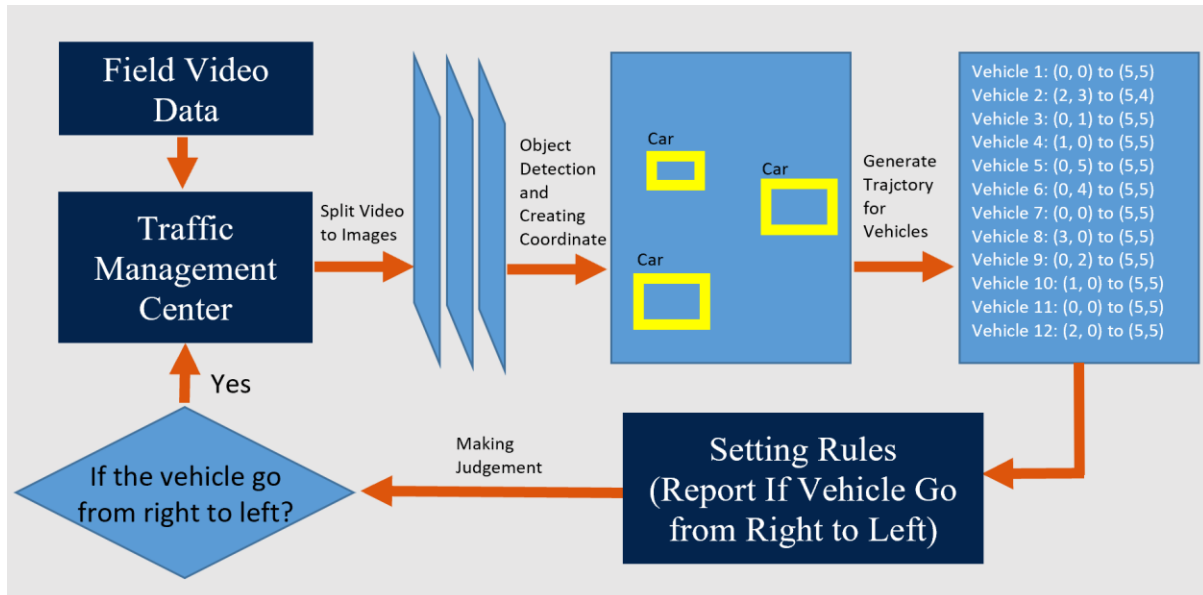 Field Video
Data
Traffic
Management
Center
Split Video
to Images
Object
Detection
and
Creating
Coordinate
Car
Car
Car
Generate
Trajctory
for
Vehicles
Vehicle 1: (0, 0) to (5,5)
Vehicle 2: (2, 3) to (5,4)
Vehicle 3: (0, 1) to (5,5)
Vehicle 4: (1, 0) to (5,5)
Vehicle 5: (0, 5) to (5,5)
Vehicle 6: (0, 4) to (5,5)
Vehicle 7: (0, 0) to (5,5)
Vehicle 8: (3, 0) to (5,5)
Vehicle 9: (0, 2) to (5,5)
Vehicle 10: (1, 0) to (5,5)
Vehicle 11: (0, 0) to (5,5)
Vehicle 12: (2, 0) to (5,5)
Setting Rules
(Report If Vehicle Go
from Right to Left)
Making
Judgement
If the vehicle go
from right to left?
Yes